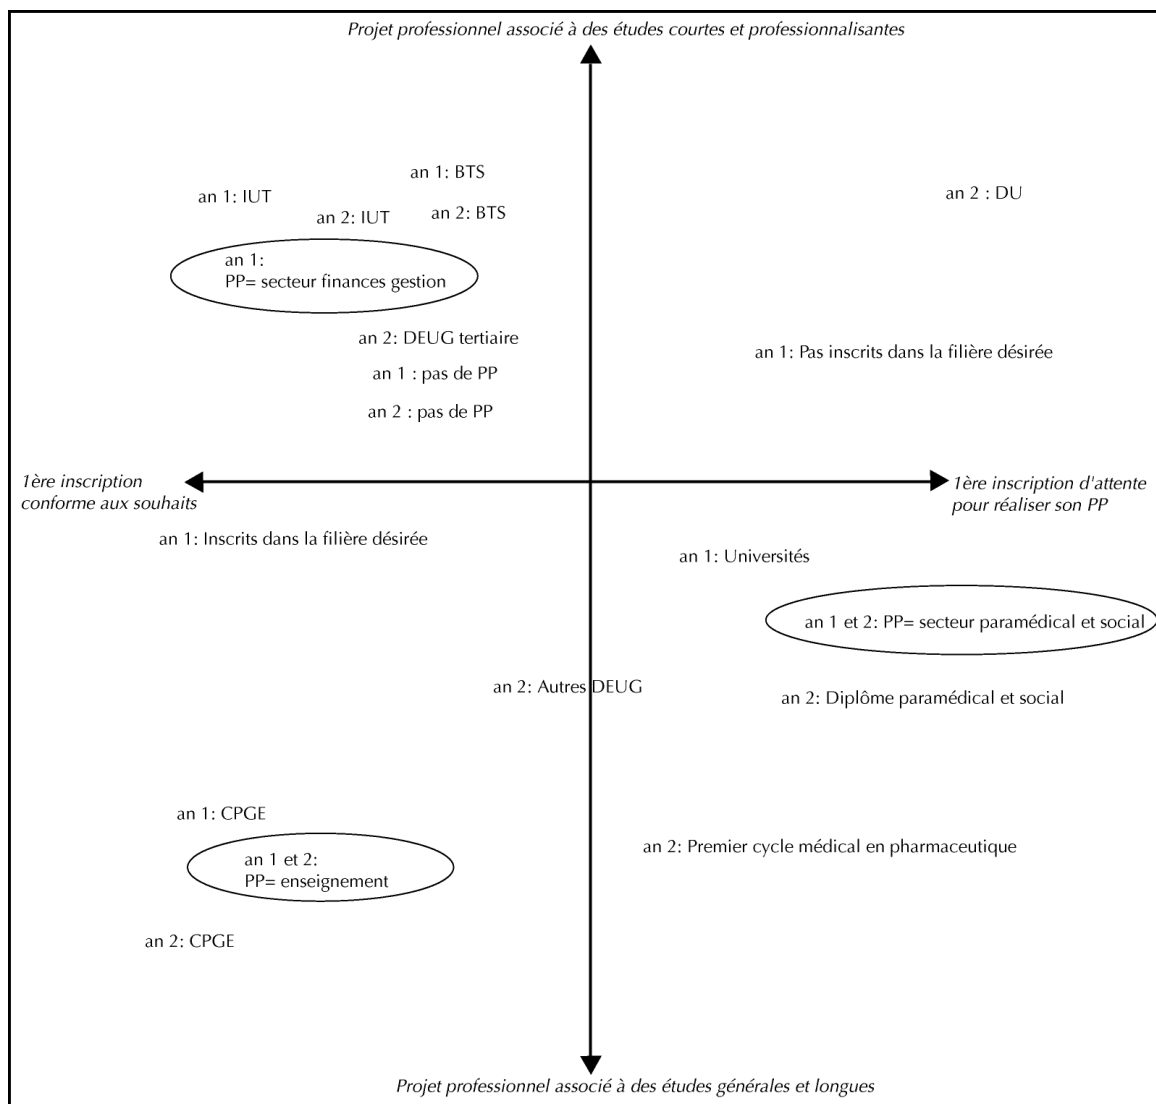 Projet professionnel associé à des études courtes et professionnalisantes
an 1: BTS
an 1: IUT
an 2 : DU
an 2: IUT
an 2: BTS
an 1:
PP= secteur finances gestion
an 2: DEUG tertiaire
an 1: Pas inscrits dans la filière désirée
an 1 : pas de PP
an 2 : pas de PP
1ère inscription
conforme aux souhaits
1ère inscription d'attente
pour réaliser son PP
an 1: Inscrits dans la filière désirée
an 1: Universités
an 1 et 2: PP= secteur paramédical et social
an 2: Autres DEUG
an 2: Diplôme paramédical et social
an 1: CPGE
an 2: Premier cycle médical en pharmaceutique
an 1 et 2:
PP= enseignement
an 2: CPGE
Projet professionnel associé à des études générales et longues